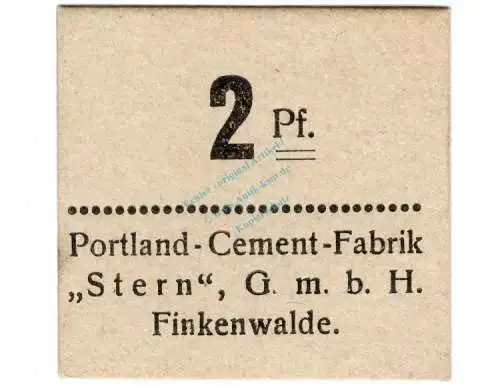 2 Pf.
Portland-Cement-Fabrik
„Stern“, G. m. b. H.
Finkenwalde.